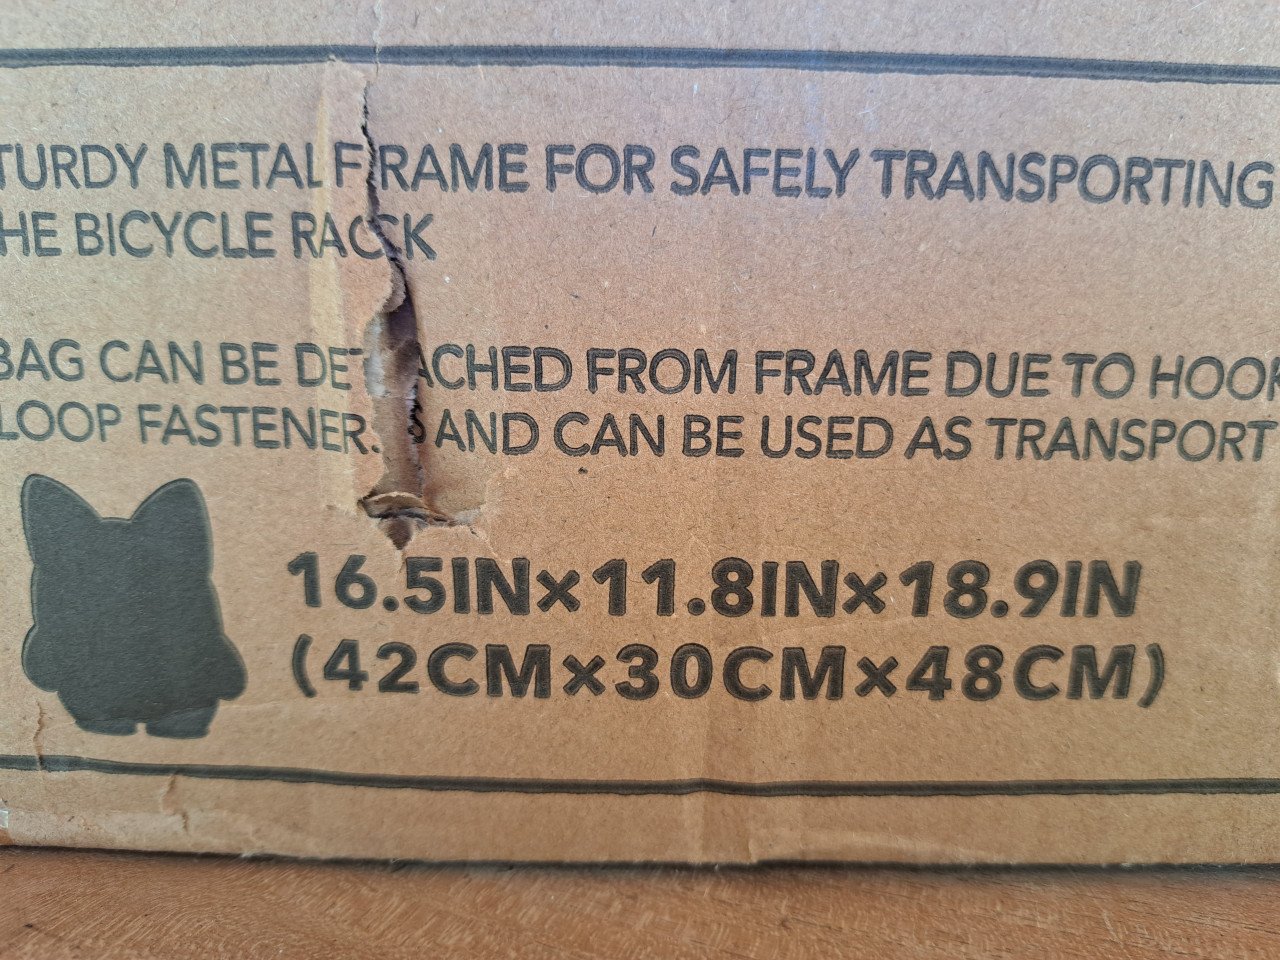 TURDY METAL FRAME FOR SAFELY TRANSPORTING
HE BICYCLE RACK
BAG CAN BE DETACHED FROM FRAME DUE TO HOOK
LOOP FASTENERS AND CAN BE USED AS TRANSPORT
16.5IN×11.8IN×18.9IN
(42CM×30CM×48CM)